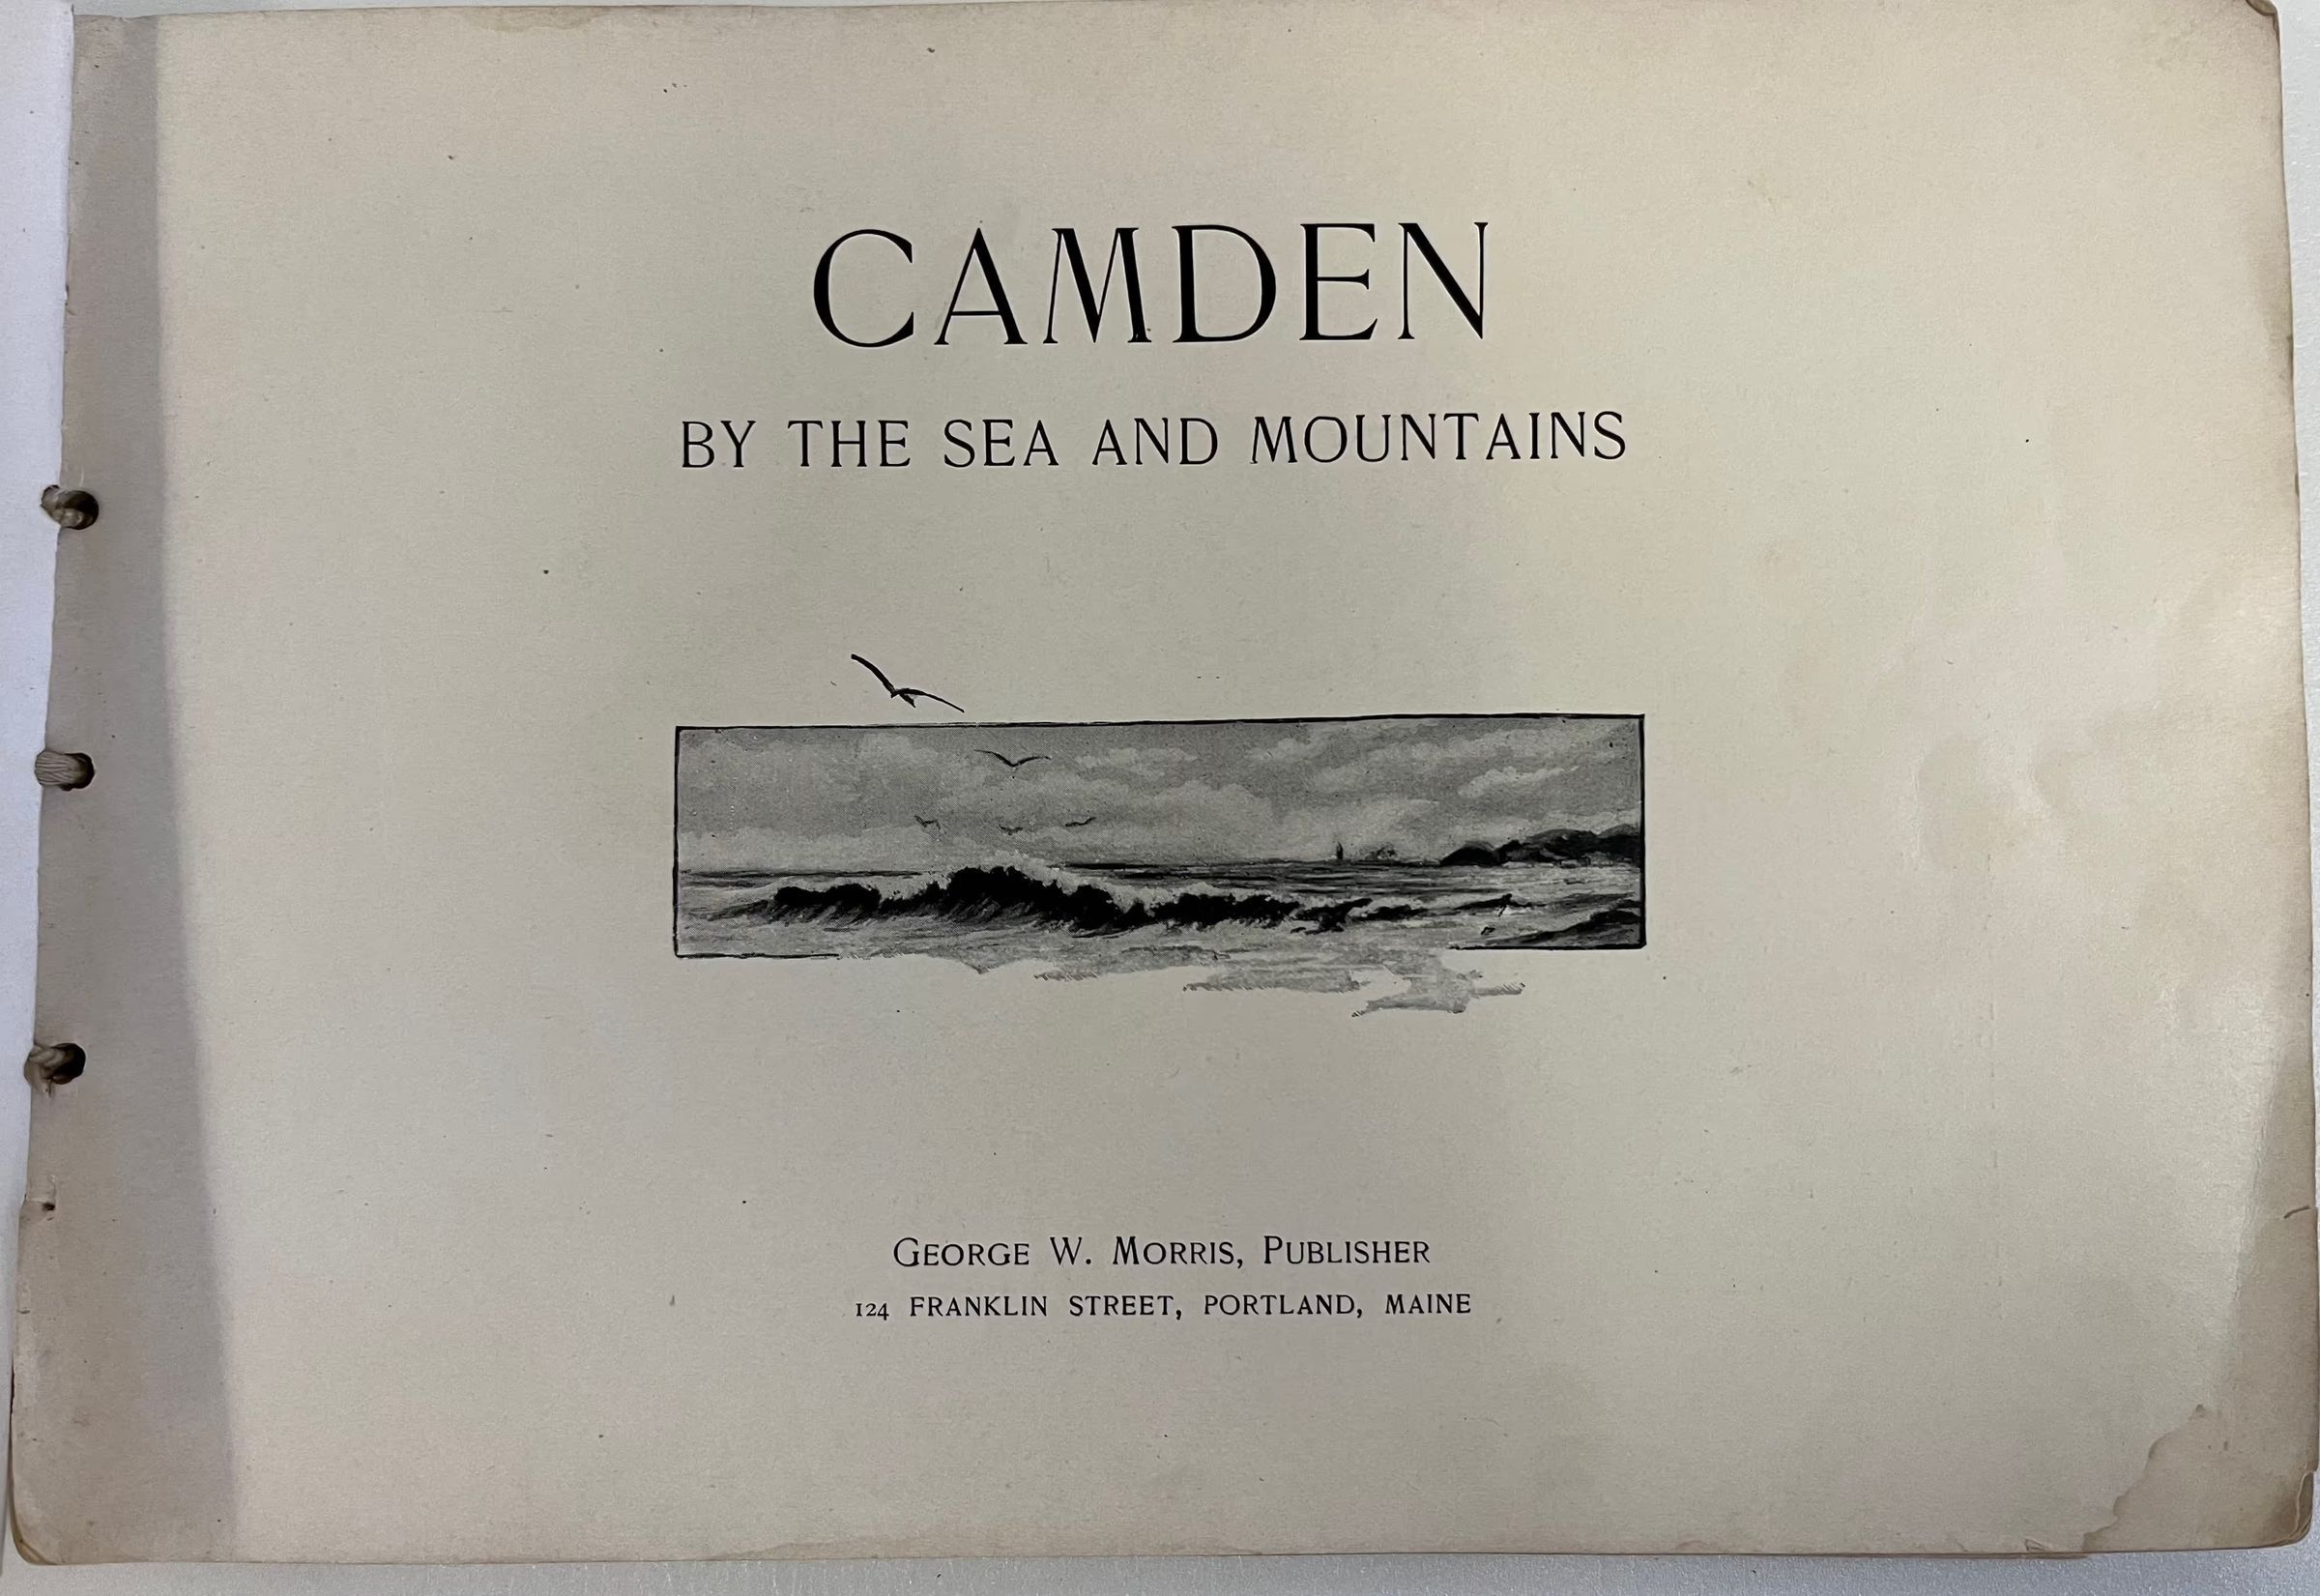 CAMDEN
BY THE SEA AND MOUNTAINS
GEORGE W. MORRIS, PUBLISHER
124 FRANKLIN STREET, PORTLAND, MAINE